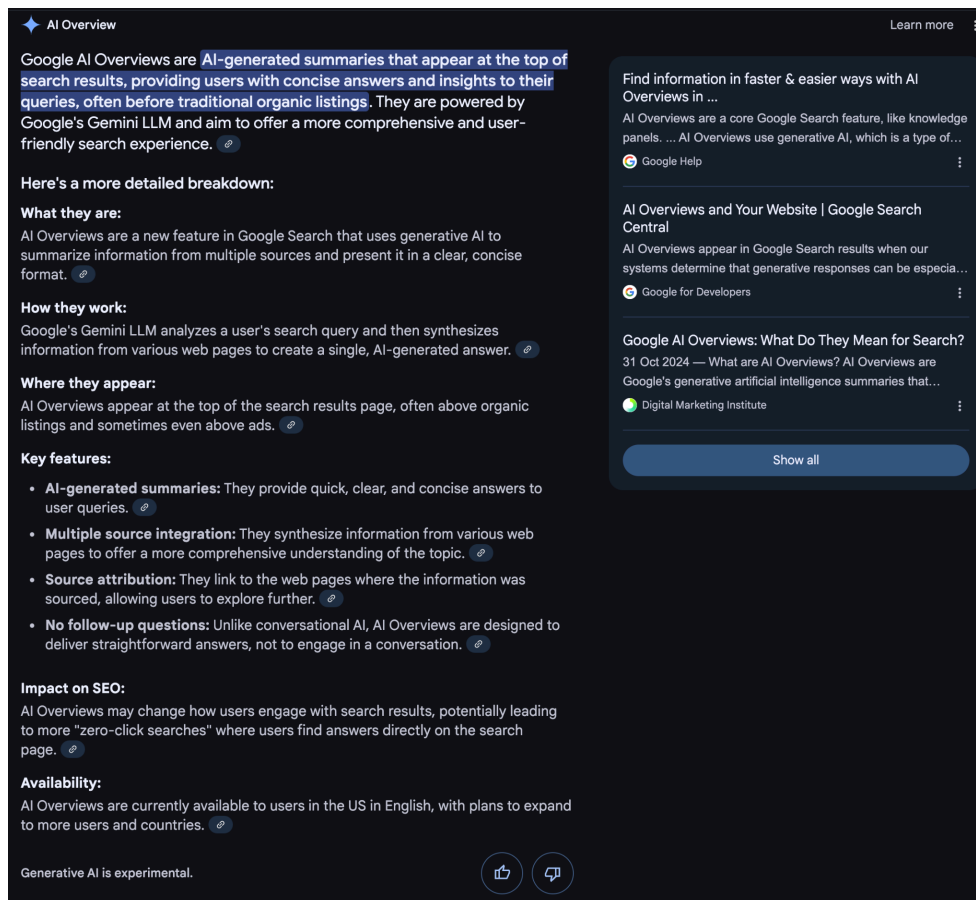 AI Overview
Learn more
Google AI Overviews are AI-generated summaries that appear at the top of
search results, providing users with concise answers and insights to their
queries, often before traditional organic listings. They are powered by
Google's Gemini LLM and aim to offer a more comprehensive and user-
friendly search experience.
Here's a more detailed breakdown:
What they are:
AI Overviews are a new feature in Google Search that uses generative AI to
summarize information from multiple sources and present it in a clear, concise
format.
How they work:
Google's Gemini LLM analyzes a user's search query and then synthesizes
information from various web pages to create a single, AI-generated answer.
Where they appear:
AI Overviews appear at the top of the search results page, often above organic
listings and sometimes even above ads.
Key features:
• AI-generated summaries: They provide quick, clear, and concise answers to
user queries.
• Multiple source integration: They synthesize information from various web
pages to offer a more comprehensive understanding of the topic.
• Source attribution: They link to the web pages where the information was
sourced, allowing users to explore further.
• No follow-up questions: Unlike conversational AI, AI Overviews are designed to
deliver straightforward answers, not to engage in a conversation.
Impact on SEO:
AI Overviews may change how users engage with search results, potentially leading
to more "zero-click searches" where users find answers directly on the search
page.
Availability:
AI Overviews are currently available to users in the US in English, with plans to expand
to more users and countries.
Generative AI is experimental.
Find information in faster & easier ways with AI
Overviews in ...
AI Overviews are a core Google Search feature, like knowledge
panels. ... AI Overviews use generative AI, which is a type of…
Google Help
AI Overviews and Your Website | Google Search
Central
AI Overviews appear in Google Search results when our
systems determine that generative responses can be especia…
Google for Developers
Google AI Overviews: What Do They Mean for Search?
31 Oct 2024 — What are AI Overviews? AI Overviews are
Google's generative artificial intelligence summaries that…
Digital Marketing Institute
Show all